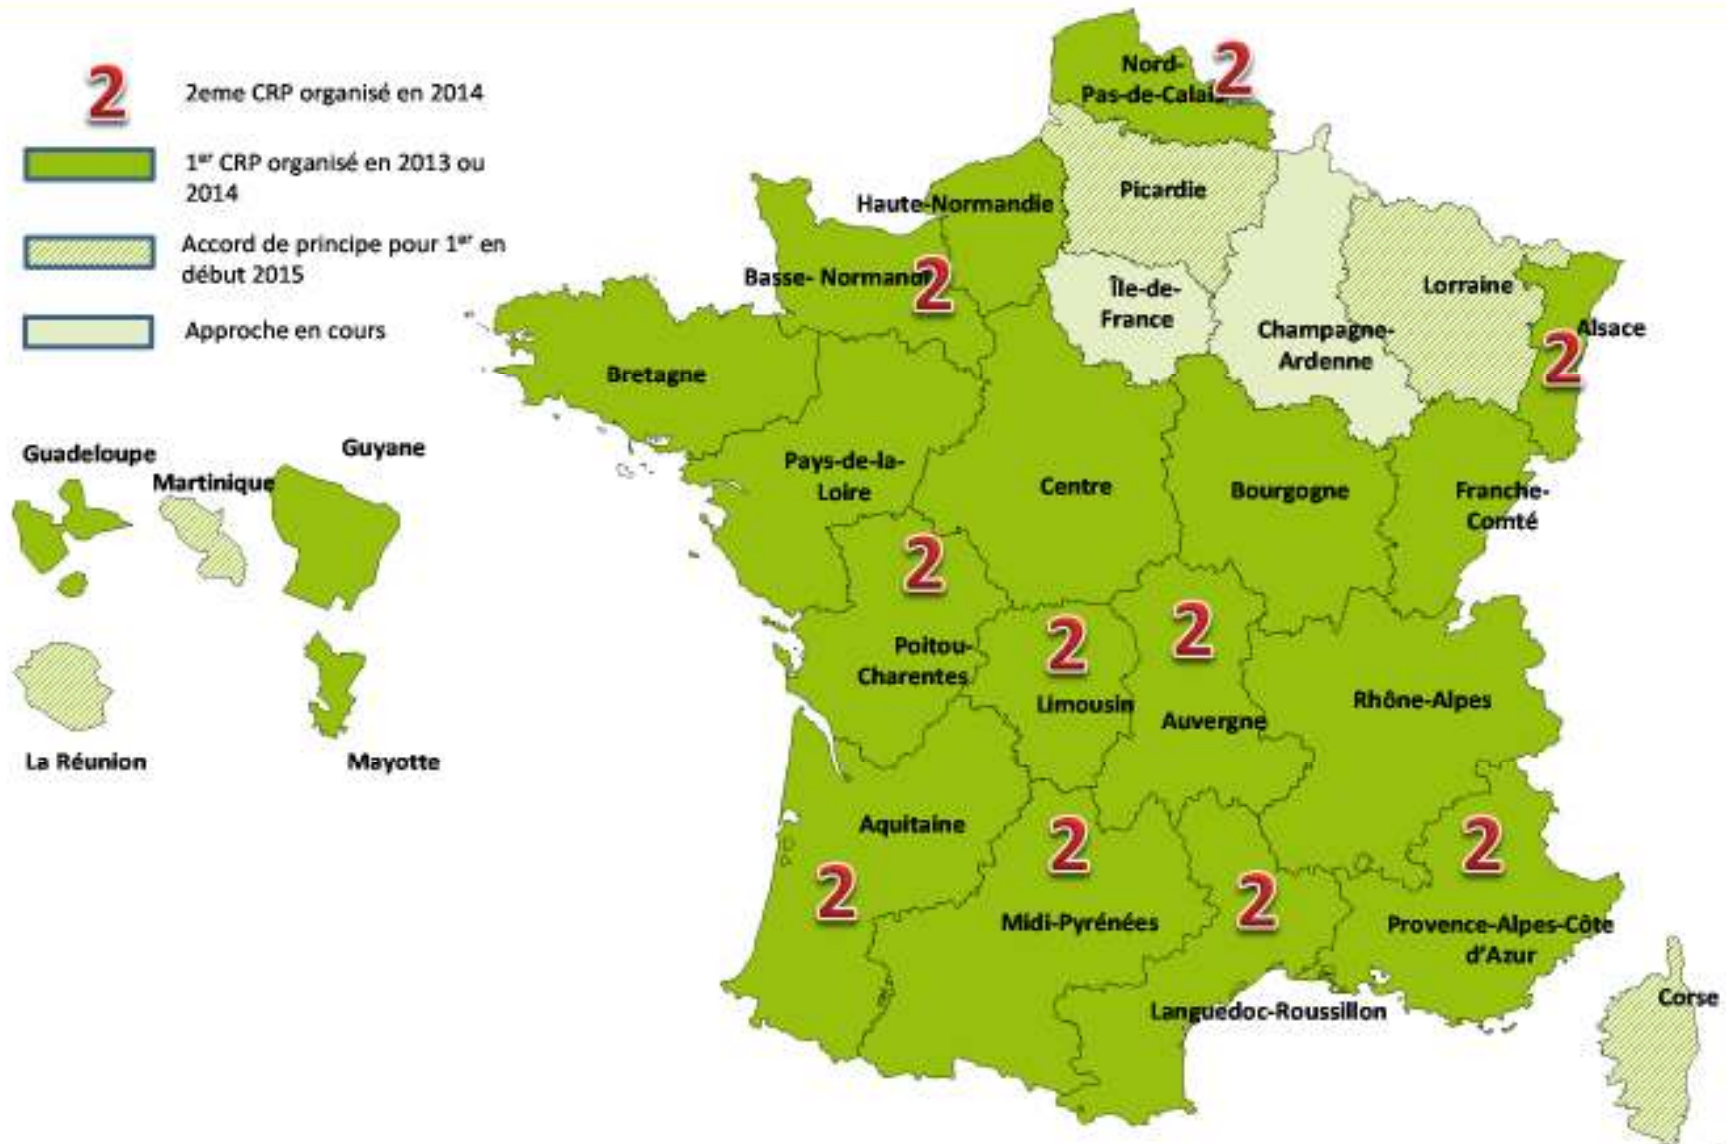 2
2eme CRP organisé en 2014
1er CRP organisé en 2013 ou
2014
Accord de principe pour 1er en
début 2015
Approche en cours
Guadeloupe
Martinique
Guyane
La Réunion
Mayotte
Nord-
Pas-de-Calais
2
Picardie
Haute-Normandie
Basse- Normand
2
Île-de-
France
Champagne-
Ardenne
Lorraine
Alsace
2
Bretagne
Pays-de-la-
Loire
Centre
Bourgogne
Franche-
Comté
2
Poitou-
Charentes
2
Limousin
2
Auvergne
Rhône-Alpes
Aquitaine
2
2
Midi-Pyrénées
2
Languedoc-Roussillon
2
Provence-Alpes-Côte
d'Azur
Corse